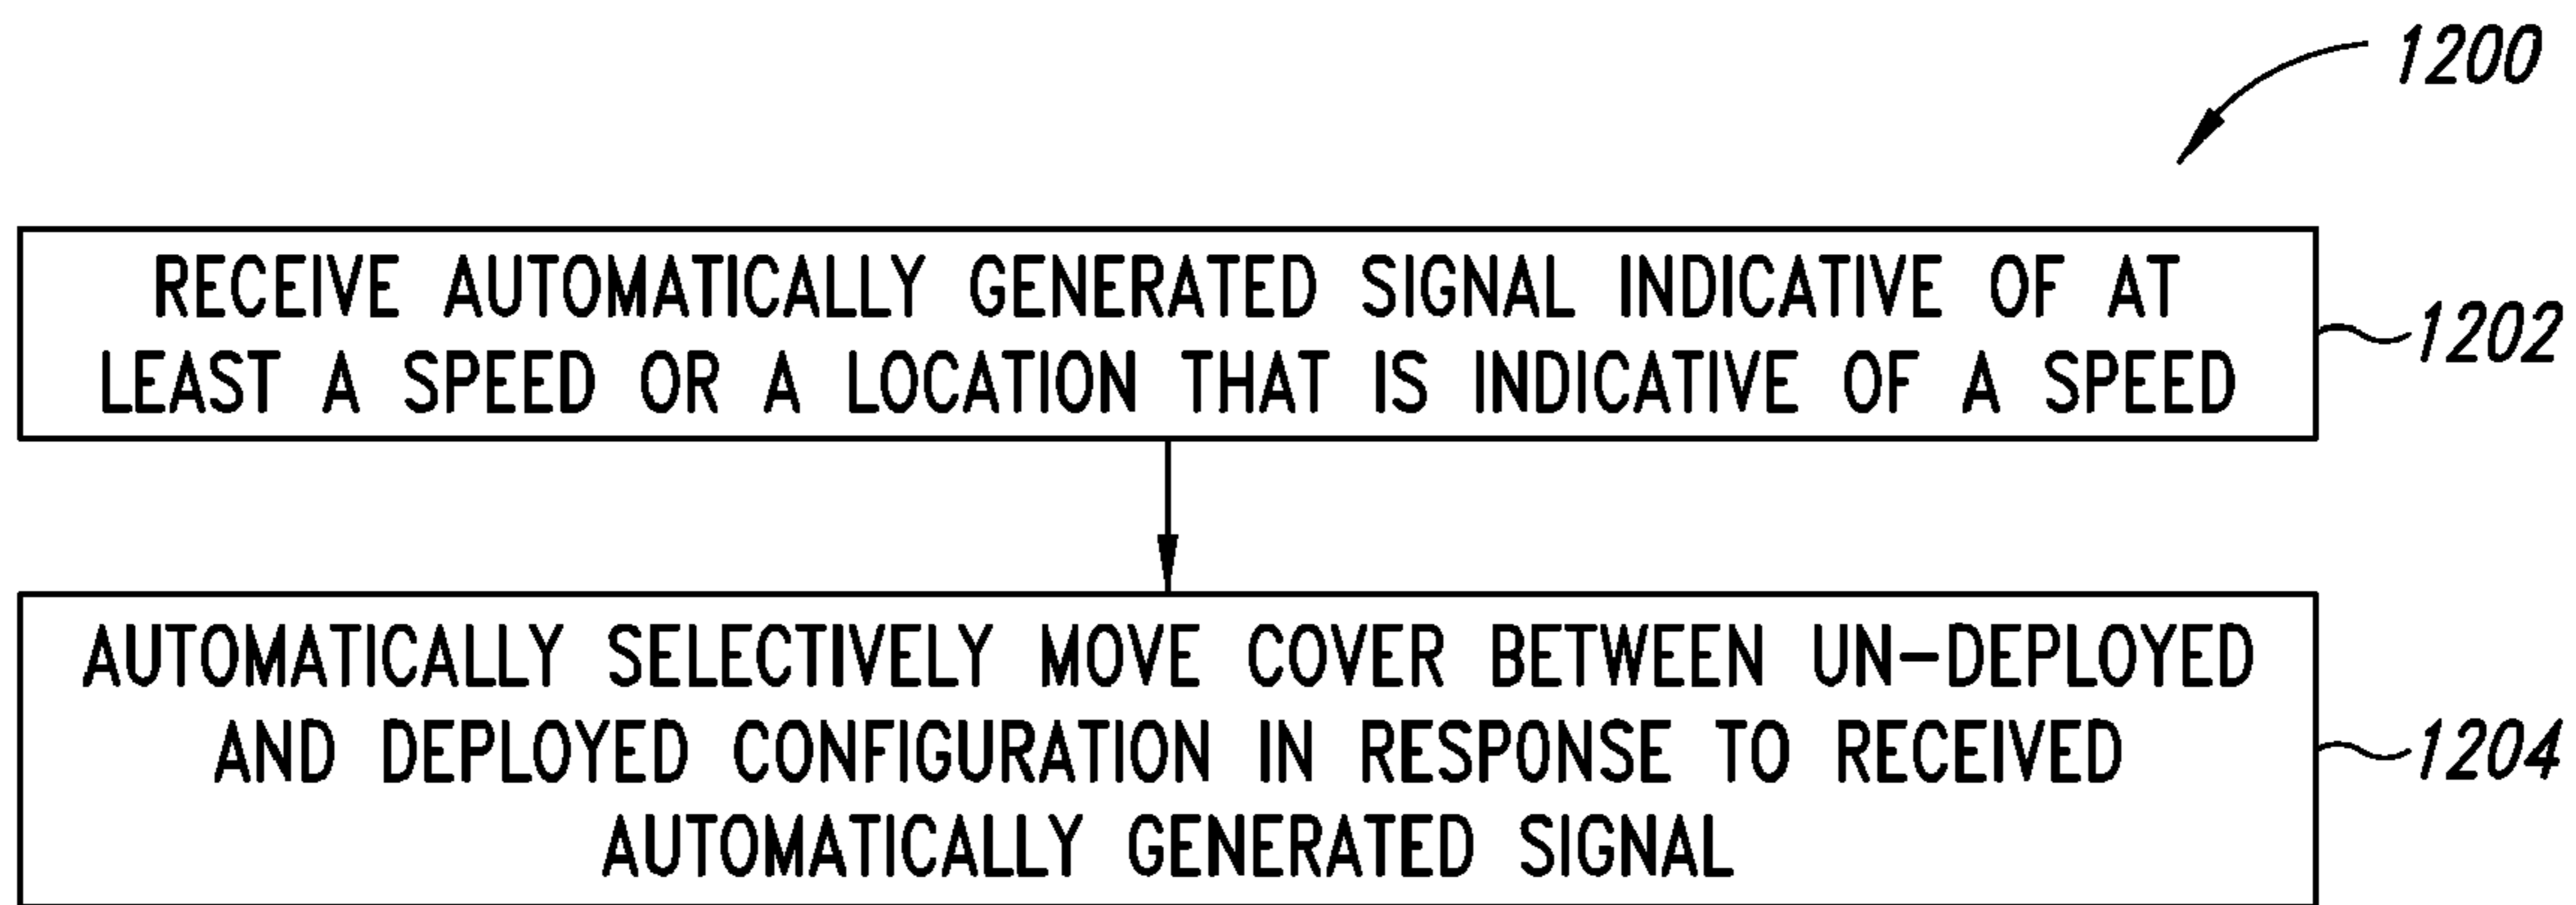 1200
RECEIVE AUTOMATICALLY GENERATED SIGNAL INDICATIVE OF AT
LEAST A SPEED OR A LOCATION THAT IS INDICATIVE OF A SPEED
1202
AUTOMATICALLY SELECTIVELY MOVE COVER BETWEEN UN-DEPLOYED
AND DEPLOYED CONFIGURATION IN RESPONSE TO RECEIVED
AUTOMATICALLY GENERATED SIGNAL
1204